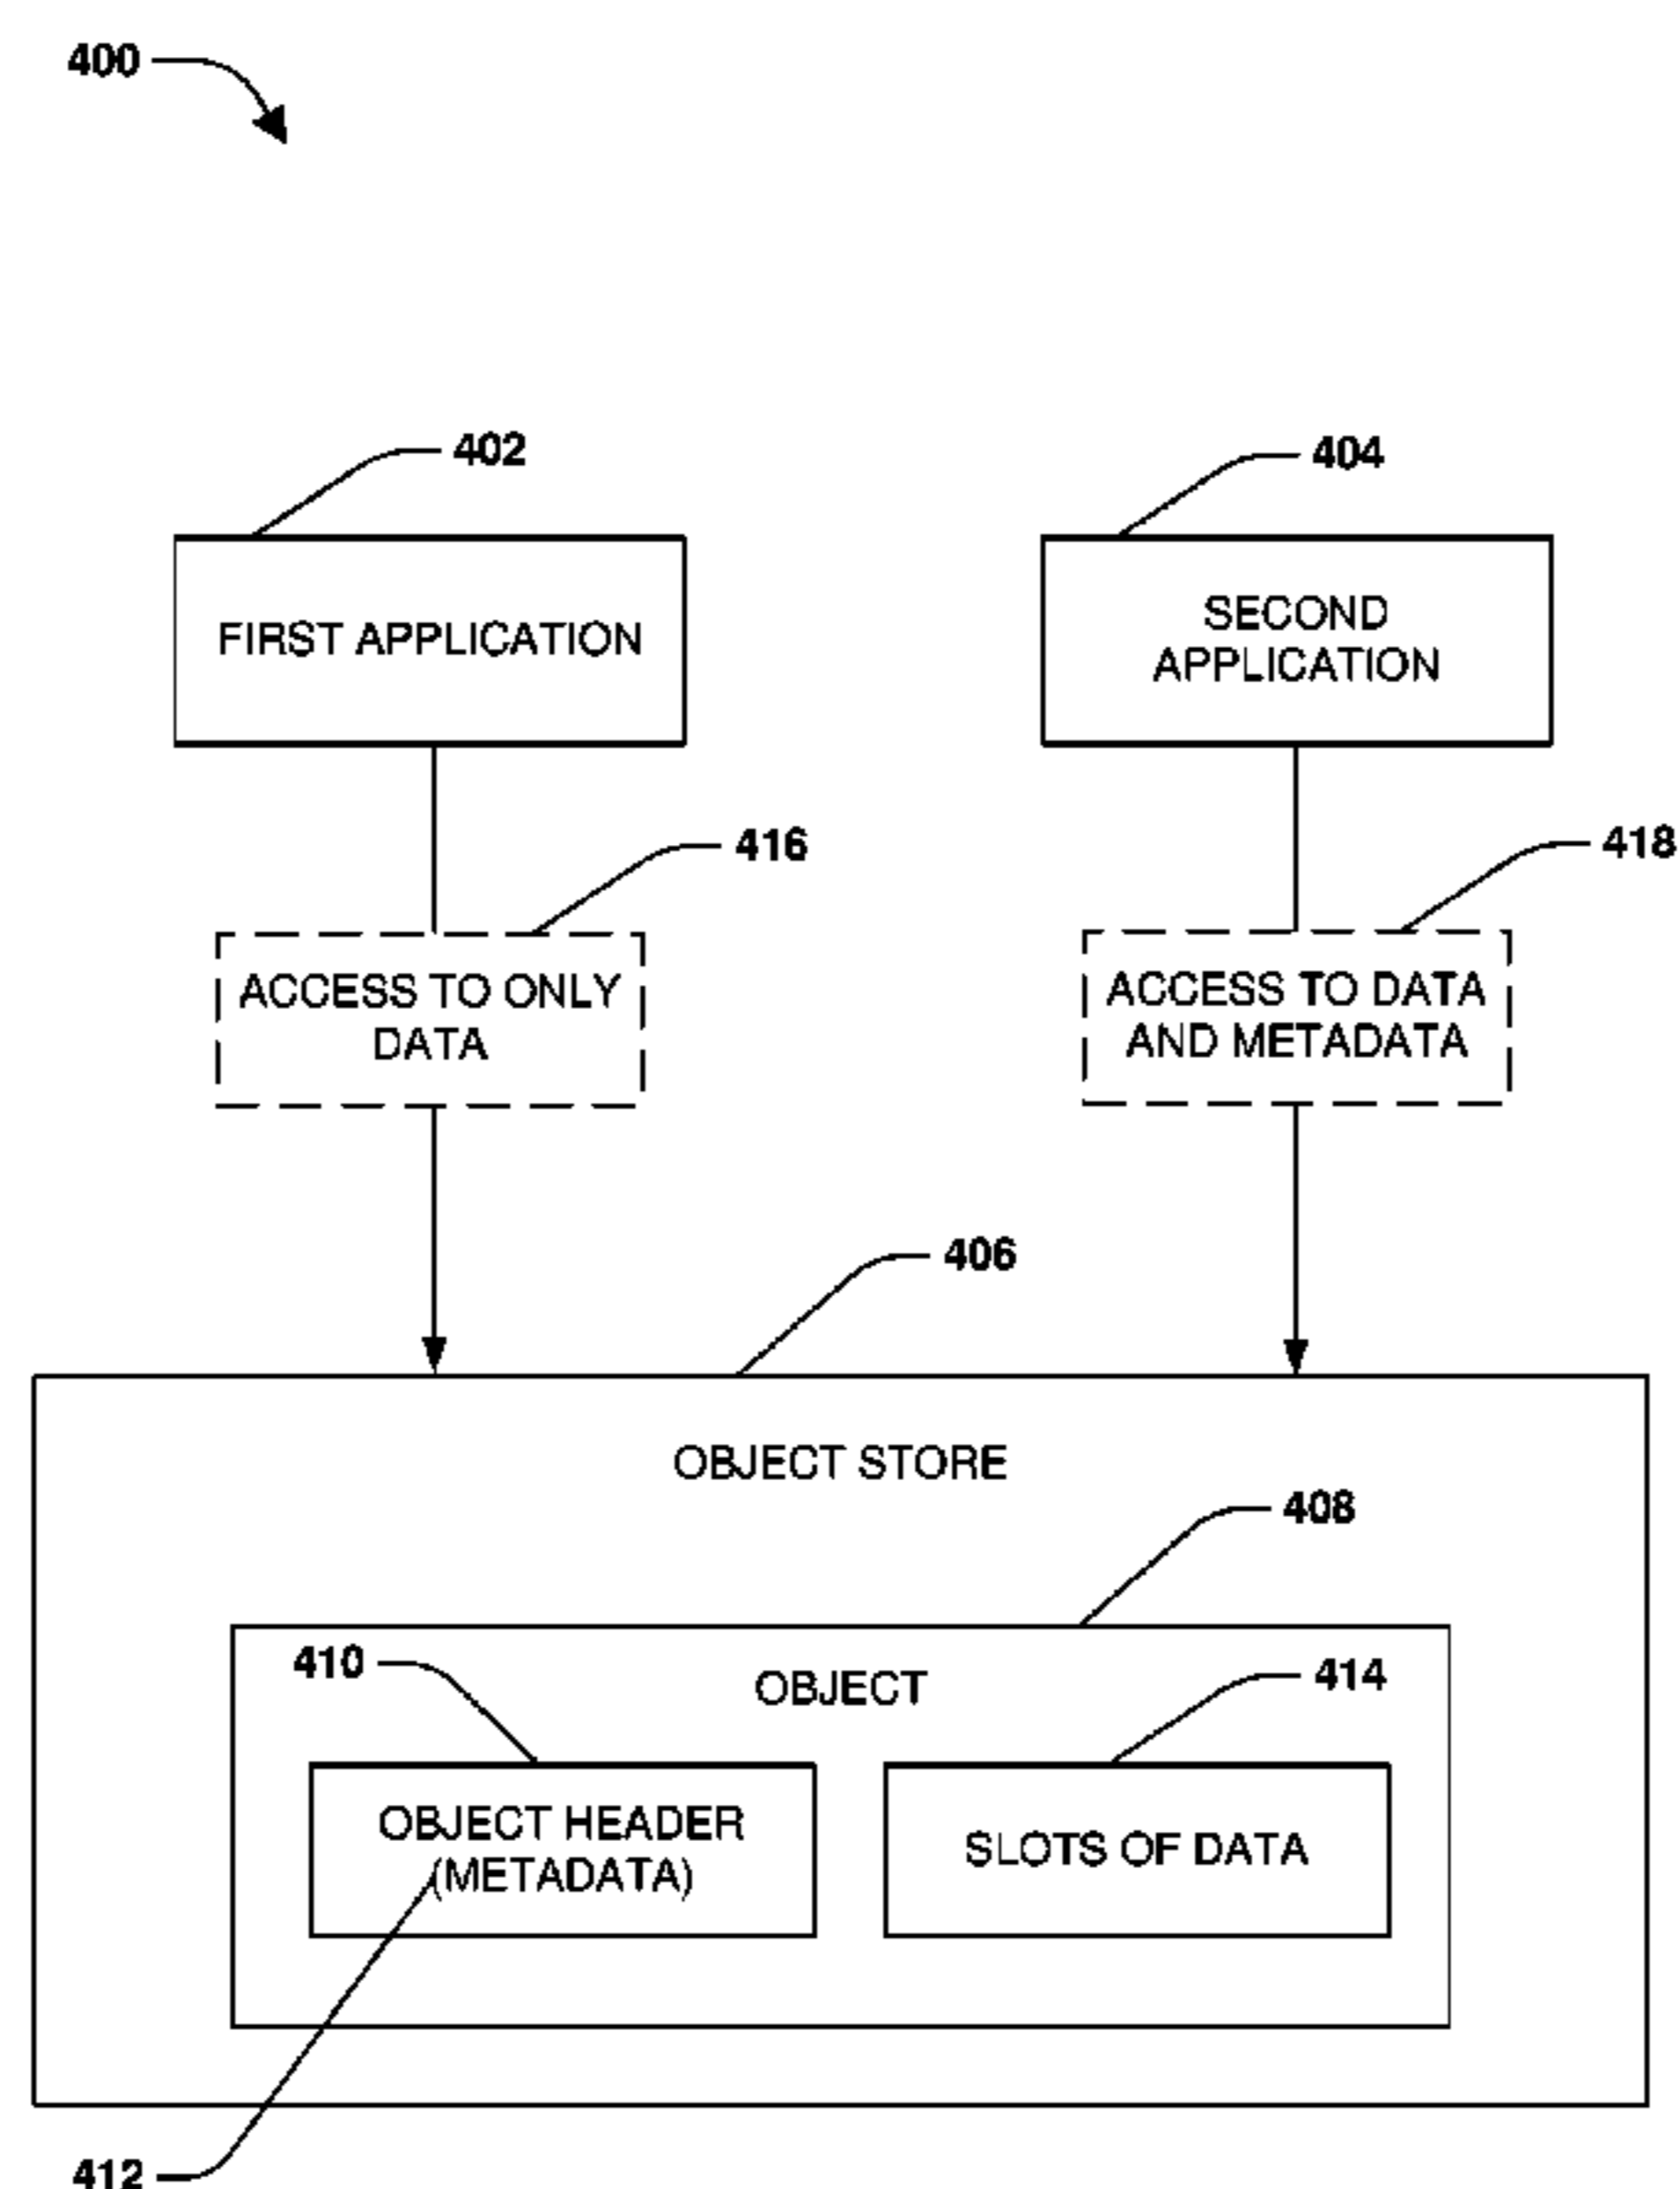 400
402
404
FIRST APPLICATION
SECOND
APPLICATION
416
418
ACCESS TO ONLY
DATA
ACCESS TO DATA
AND METADATA
406
OBJECT STORE
408
410
OBJECT
414
OBJECT HEADER
(METADATA)
SLOTS OF DATA
412